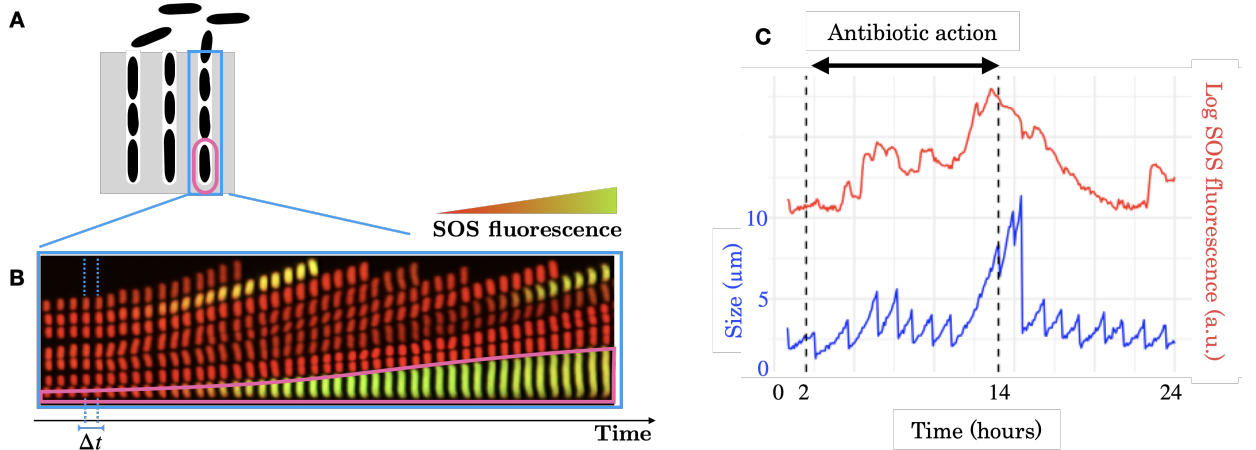 A
SOS fluorescence
B
Δt
Time
C
Antibiotic action
Log SOS fluorescence (a.u.)
Size (µm)
10
5
0
0 2 14 24
Time (hours)